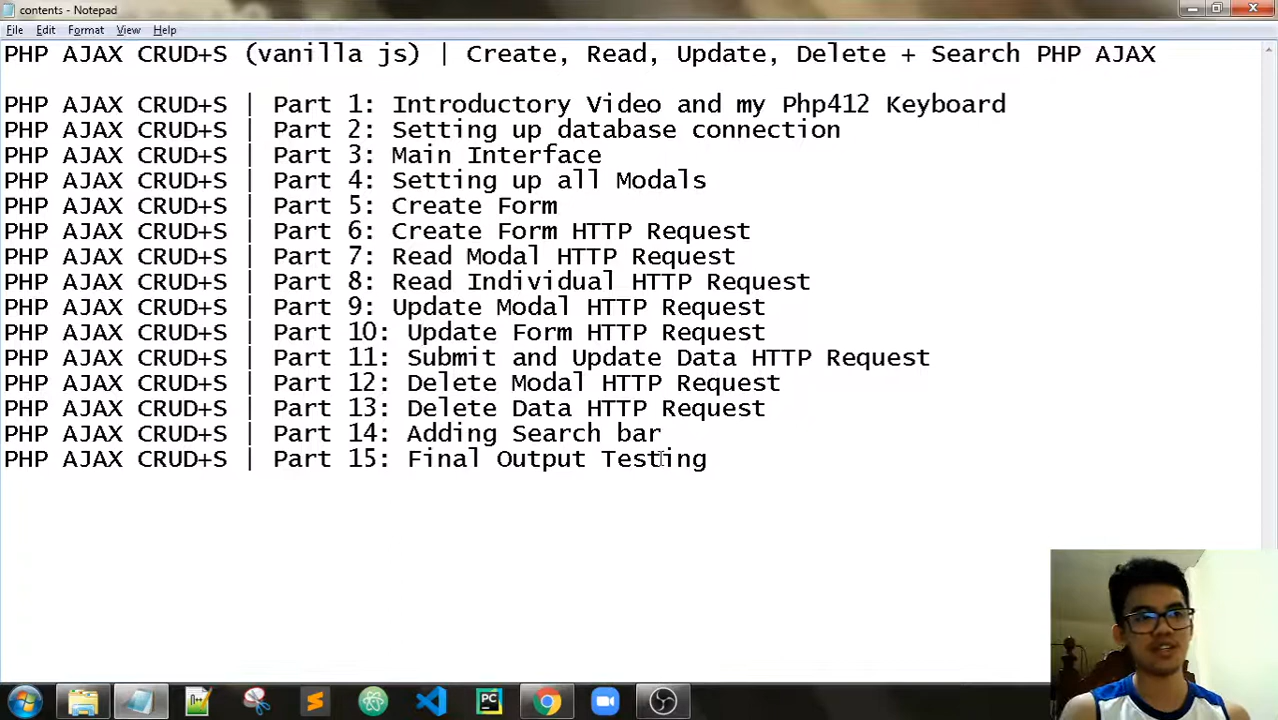 contents - Notepad
File Edit Format View Help
PHP AJAX CRUD+S (vanilla js) | Create, Read, Update, Delete + Search PHP AJAX
PHP AJAX CRUD+S | Part 1: Introductory Video and my Php412 Keyboard
PHP AJAX CRUD+S | Part 2: Setting up database connection
PHP AJAX CRUD+S | Part 3: Main Interface
PHP AJAX CRUD+S | Part 4: Setting up all Modals
PHP AJAX CRUD+S | Part 5: Create Form
PHP AJAX CRUD+S | Part 6: Create Form HTTP Request
PHP AJAX CRUD+S | Part 7: Read Modal HTTP Request
PHP AJAX CRUD+S | Part 8: Read Individual HTTP Request
PHP AJAX CRUD+S | Part 9: Update Modal HTTP Request
PHP AJAX CRUD+S | Part 10: Update Form HTTP Request
PHP AJAX CRUD+S | Part 11: Submit and Update Data HTTP Request
PHP AJAX CRUD+S | Part 12: Delete Modal HTTP Request
PHP AJAX CRUD+S | Part 13: Delete Data HTTP Request
PHP AJAX CRUD+S | Part 14: Adding Search bar
PHP AJAX CRUD+S | Part 15: Final Output Testing
PC